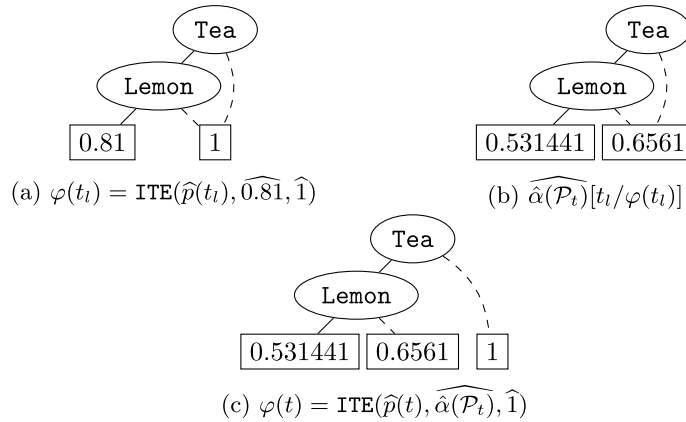 Tea
Tea
Lemon
Lemon
0.81
1
0.531441
0.6561
(a) φ(t_l) = ITE(p̂(t_l), 0.81̂, 1̂)
(b) α̂(𝒫_t)̂[t_l/φ(t_l)]
Tea
Lemon
0.531441
0.6561
1
(c) φ(t) = ITE(p̂(t), α̂(𝒫_t)̂, 1̂)